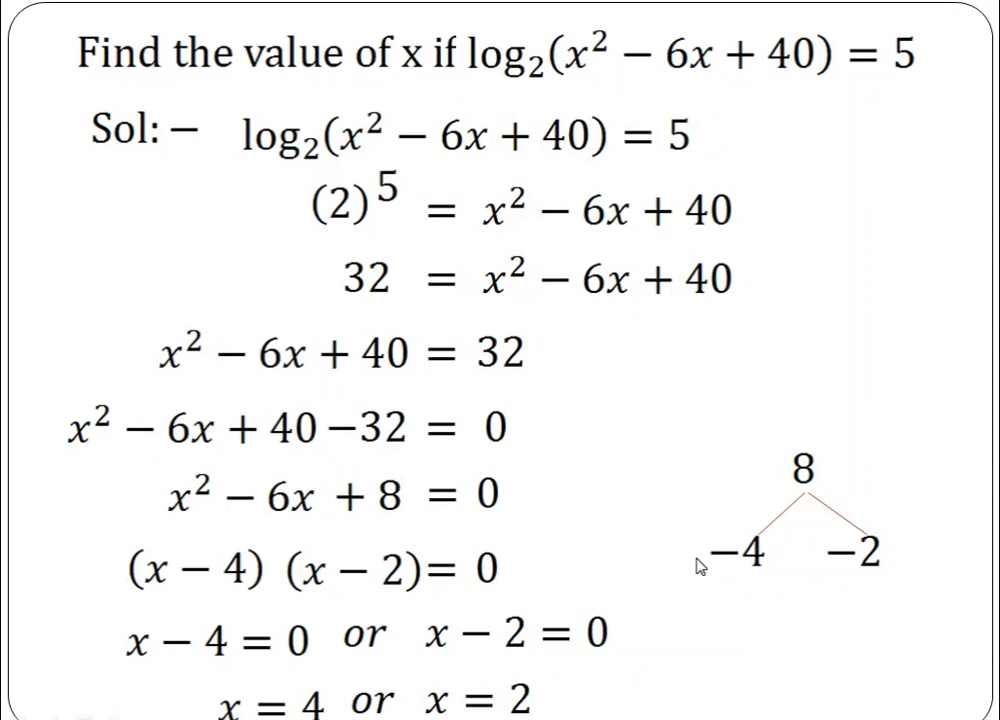 Find the value of x if log₂(x² − 6x + 40) = 5
Sol: − log₂(x² − 6x + 40) = 5
(2)⁵ = x² − 6x + 40
32 = x² − 6x + 40
x² − 6x + 40 = 32
x² − 6x + 40 −32 = 0
x² − 6x + 8 = 0
8
−4 −2
(x − 4) (x − 2)= 0
x − 4 = 0 or x − 2 = 0
x = 4 or x = 2